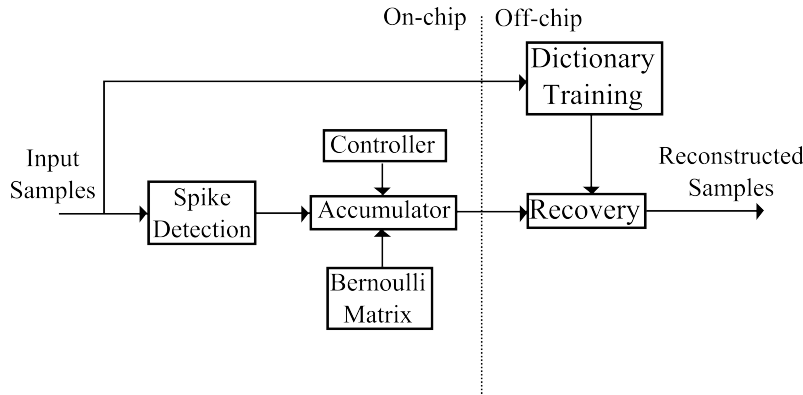 On-chip
Off-chip
Dictionary
Training
Controller
Input
Samples
Spike
Detection
Accumulator
Recovery
Reconstructed
Samples
Bernoulli
Matrix